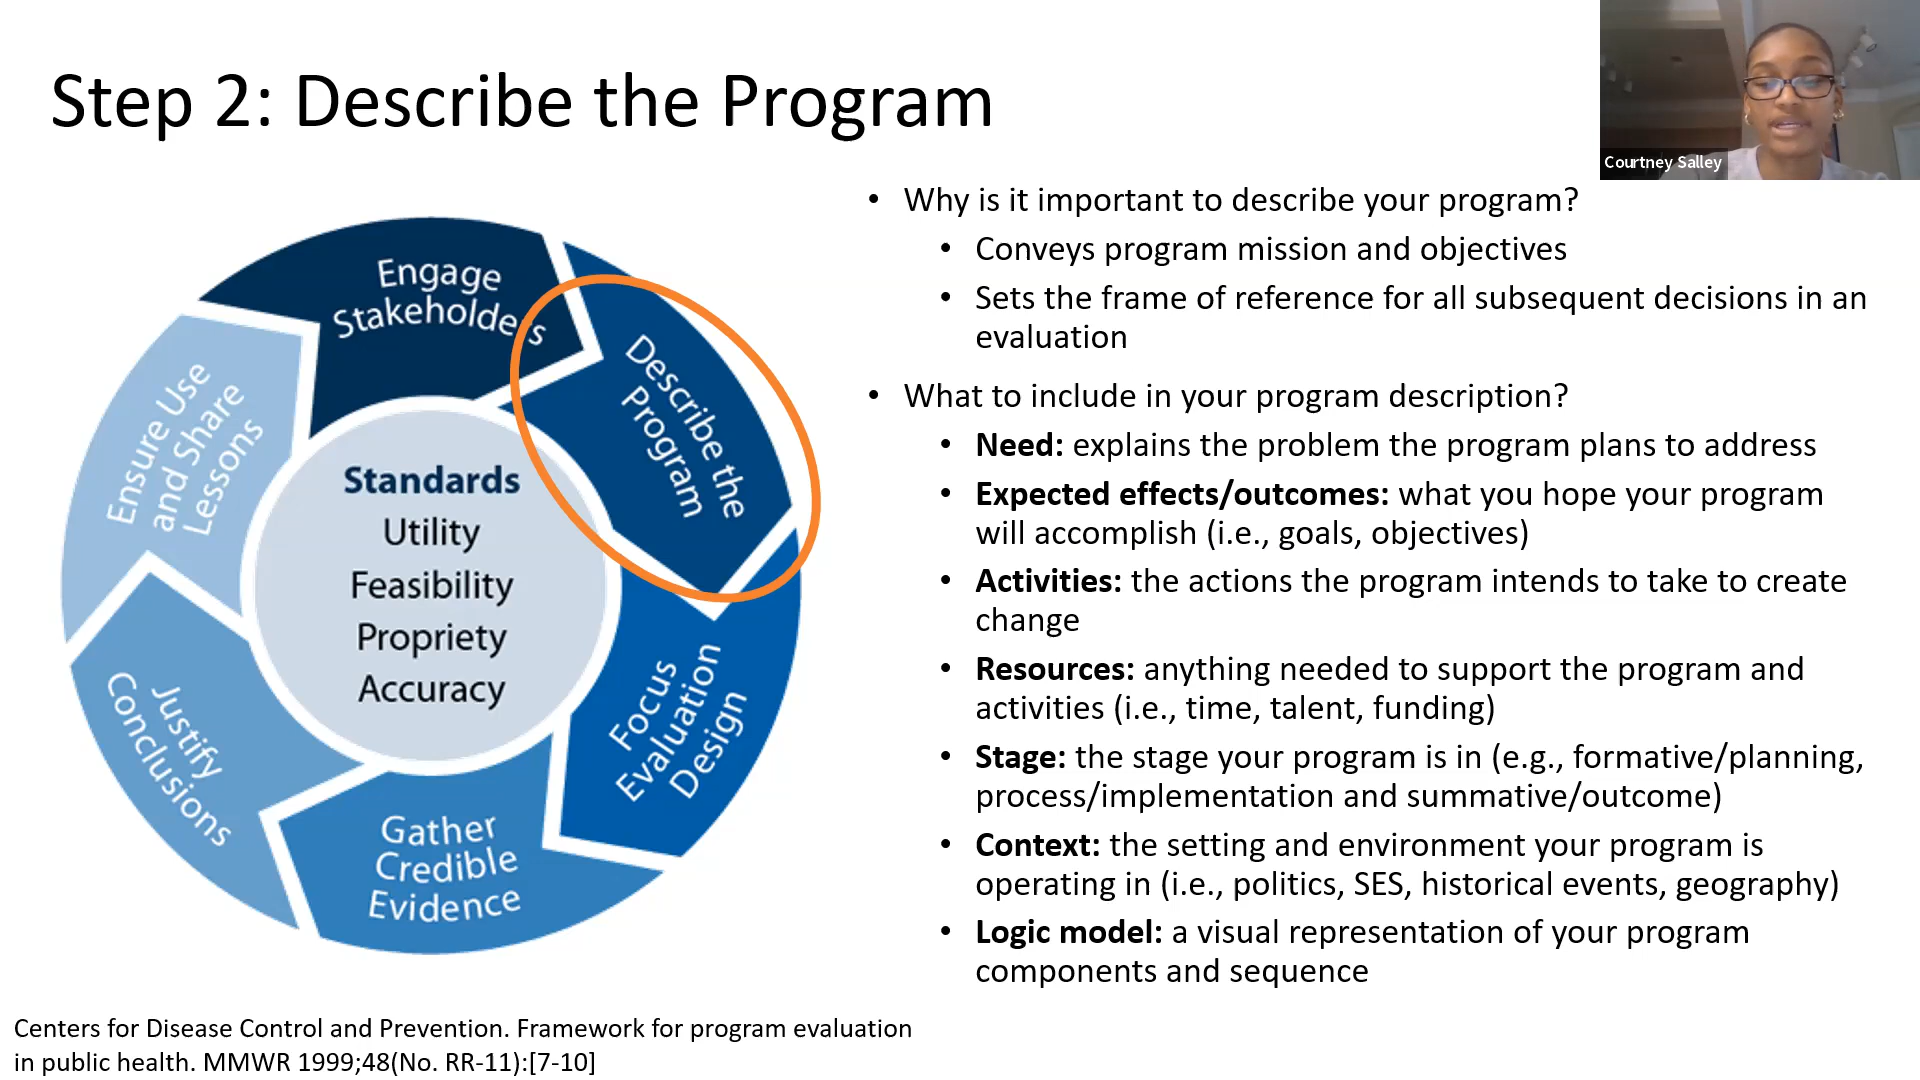 Step 2: Describe the Program
Courtney Salley
Engage
Stakeholders
Describe the
Program
Focus
Evaluation
Design
Gather
Credible
Evidence
Justify
Conclusions
Ensure Use
and Share
Lessons
Standards
Utility
Feasibility
Propriety
Accuracy
• Why is it important to describe your program?
• Conveys program mission and objectives
• Sets the frame of reference for all subsequent decisions in an
evaluation
• What to include in your program description?
• Need: explains the problem the program plans to address
• Expected effects/outcomes: what you hope your program
will accomplish (i.e., goals, objectives)
• Activities: the actions the program intends to take to create
change
• Resources: anything needed to support the program and
activities (i.e., time, talent, funding)
• Stage: the stage your program is in (e.g., formative/planning,
process/implementation and summative/outcome)
• Context: the setting and environment your program is
operating in (i.e., politics, SES, historical events, geography)
• Logic model: a visual representation of your program
components and sequence
Centers for Disease Control and Prevention. Framework for program evaluation
in public health. MMWR 1999;48(No. RR-11):[7-10]